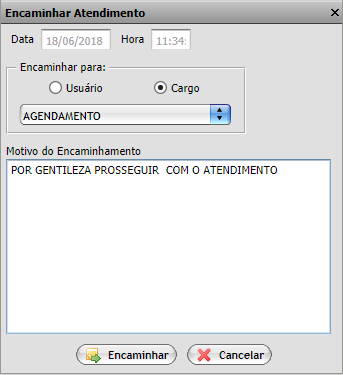 Encaminhar Atendimento
Data 18/06/2018 Hora 11:34:
Encaminhar para:
Usuário Cargo
AGENDAMENTO
Motivo do Encaminhamento
POR GENTILEZA PROSSEGUIR  COM O ATENDIMENTO
Encaminhar Cancelar